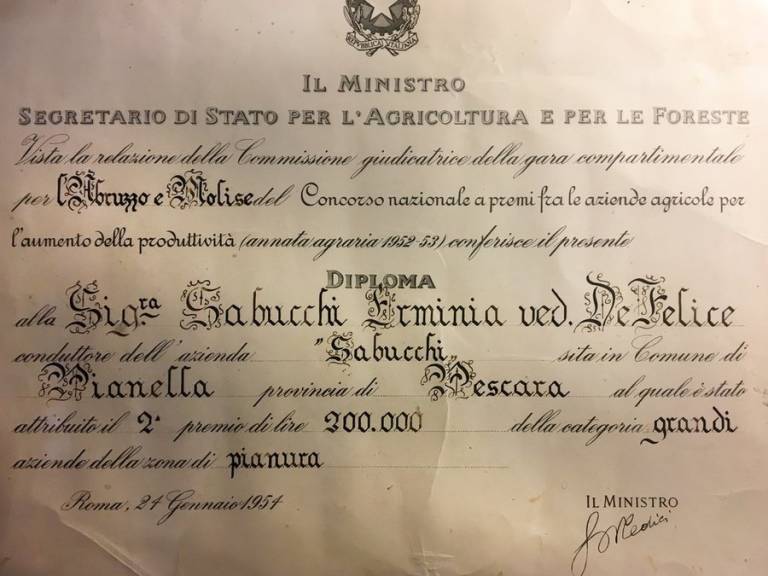 REPVBBLICA ITALIANA
IL MINISTRO
SEGRETARIO DI STATO PER L'AGRICOLTURA E PER LE FORESTE
Vista la relazione della Commissione giudicatrice della gara compartimentale
per l'Abruzzo e Molise del Concorso nazionale a premi fra le aziende agricole per
l'aumento della produttività (annata agraria 1952-53) conferisce il presente
DIPLOMA
alla Sig.ra Sabucchi Erminia ved. De Felice
conduttore dell'azienda "Sabucchi" sita in Comune di
Pianella provincia di Pescara al quale è stato
attribuito il 2° premio di lire 200.000 della categoria grandi
aziende della zona di pianura
Roma, 24 Gennaio 1954
IL MINISTRO
Medici